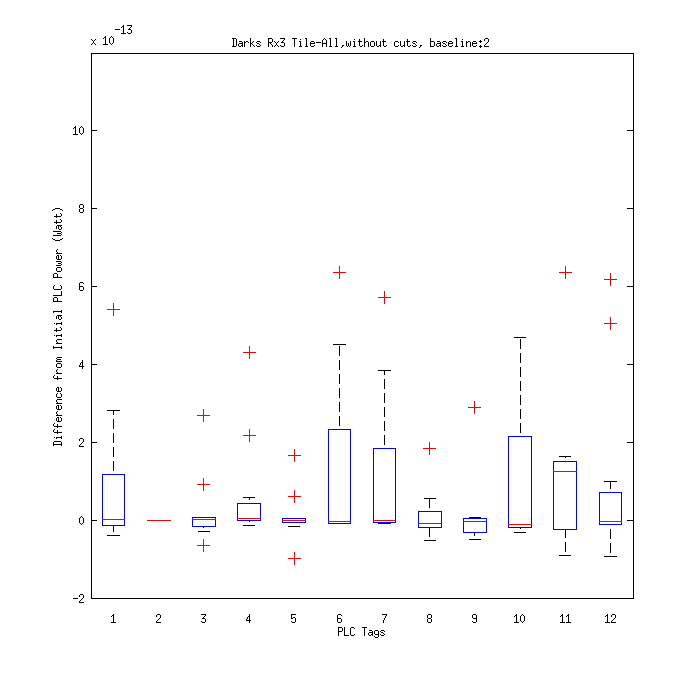 x 10^-13
Darks Rx3 Tile-All,without cuts, baseline:2
Difference from Initial PLC Power (Watt)
10
8
6
4
2
0
-2
1 2 3 4 5 6 7 8 9 10 11 12
PLC Tags